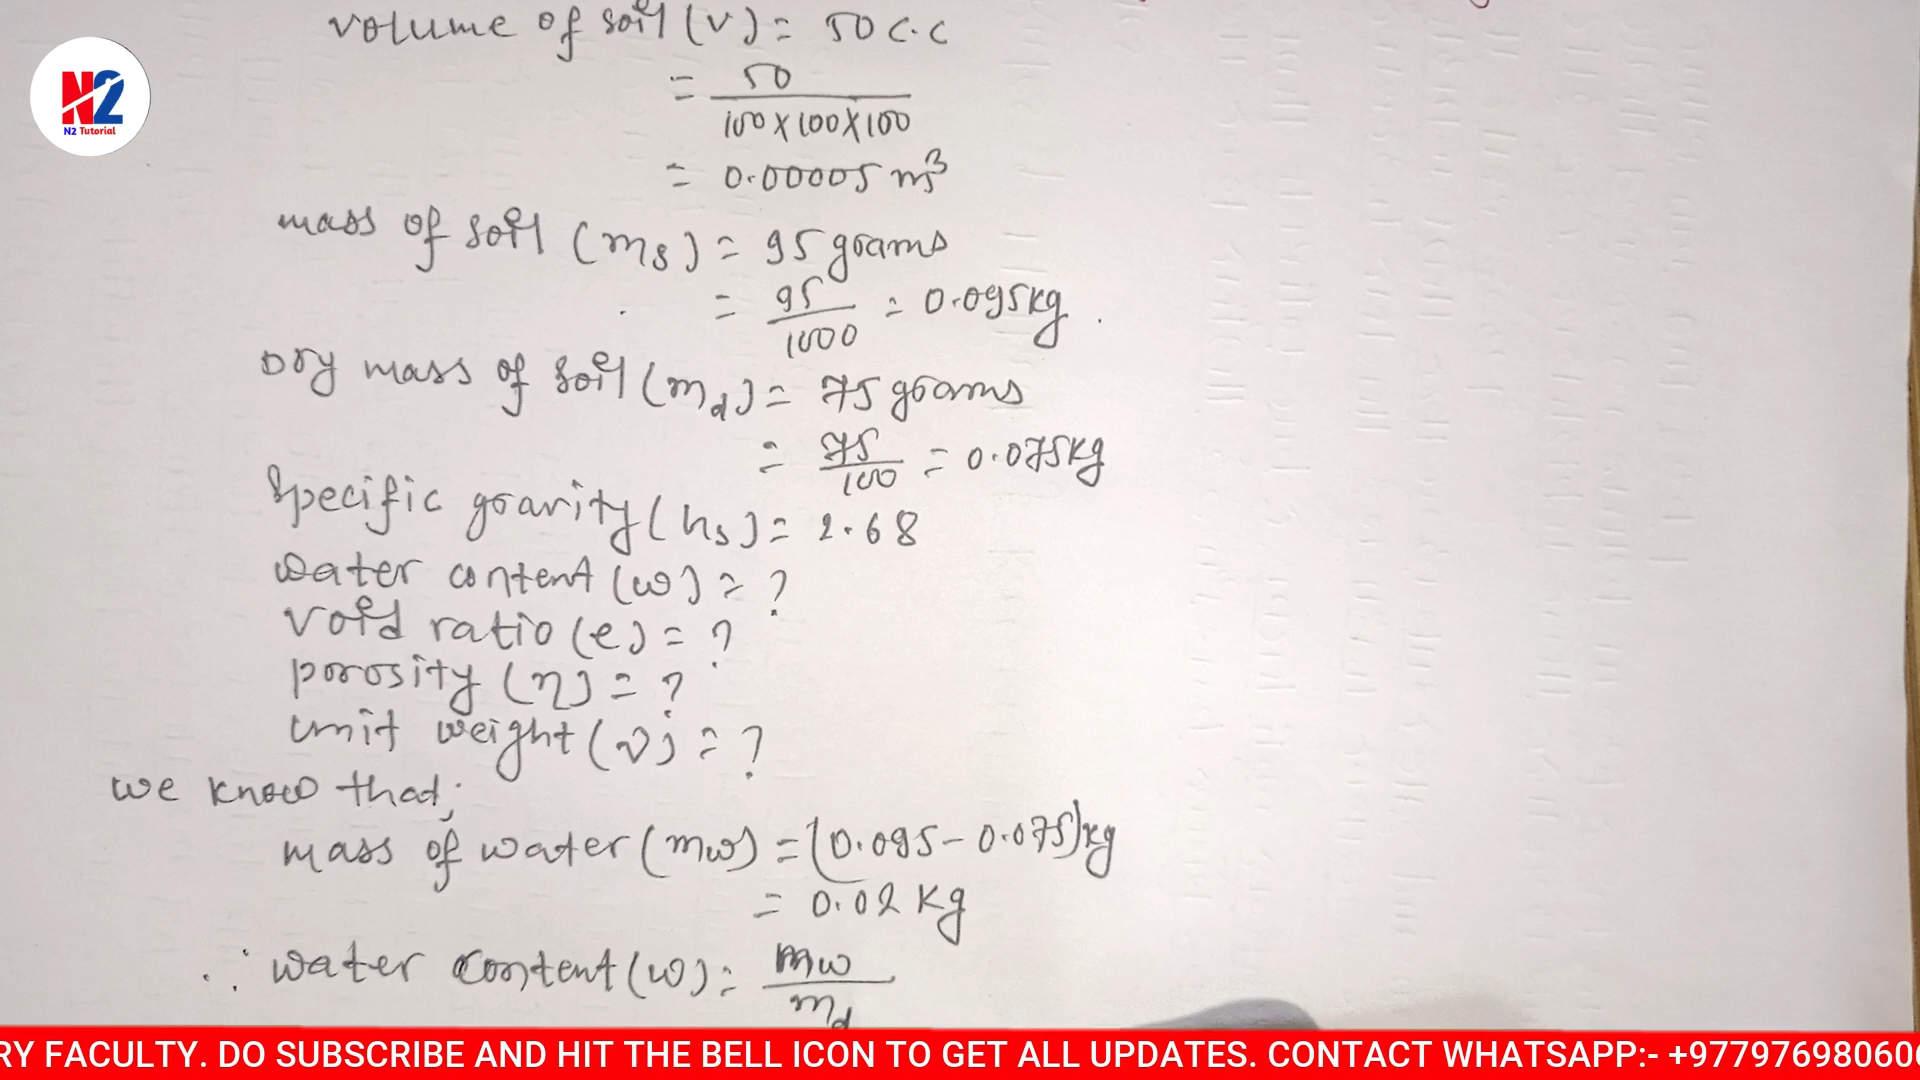 volume of soil (V) = 50 c.c
= 50
100 X 100 X 100
= 0.00005 m³
mass of soil (ms) = 95 grams
= 95 = 0.095 kg.
1000
Dry mass of soil (md) = 75 grams
= 75 = 0.075 kg
100
Specific gravity (hs) = 2.68
water content (w) = ?
void ratio (e) = ?
porosity (η) = ?
unit weight (γ) = ?
we know that;
mass of water (mw) = (0.095 - 0.075) kg
= 0.02 kg
∴ water content (w) = mw
md
N2
N2 Tutorial
RY FACULTY. DO SUBSCRIBE AND HIT THE BELL ICON TO GET ALL UPDATES. CONTACT WHATSAPP:- +977976980606